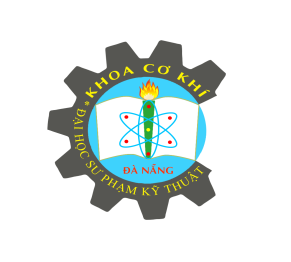 KHOA CƠ KHÍ
* ĐẠI HỌC SƯ PHẠM KỸ THUẬT
ĐÀ NẴNG